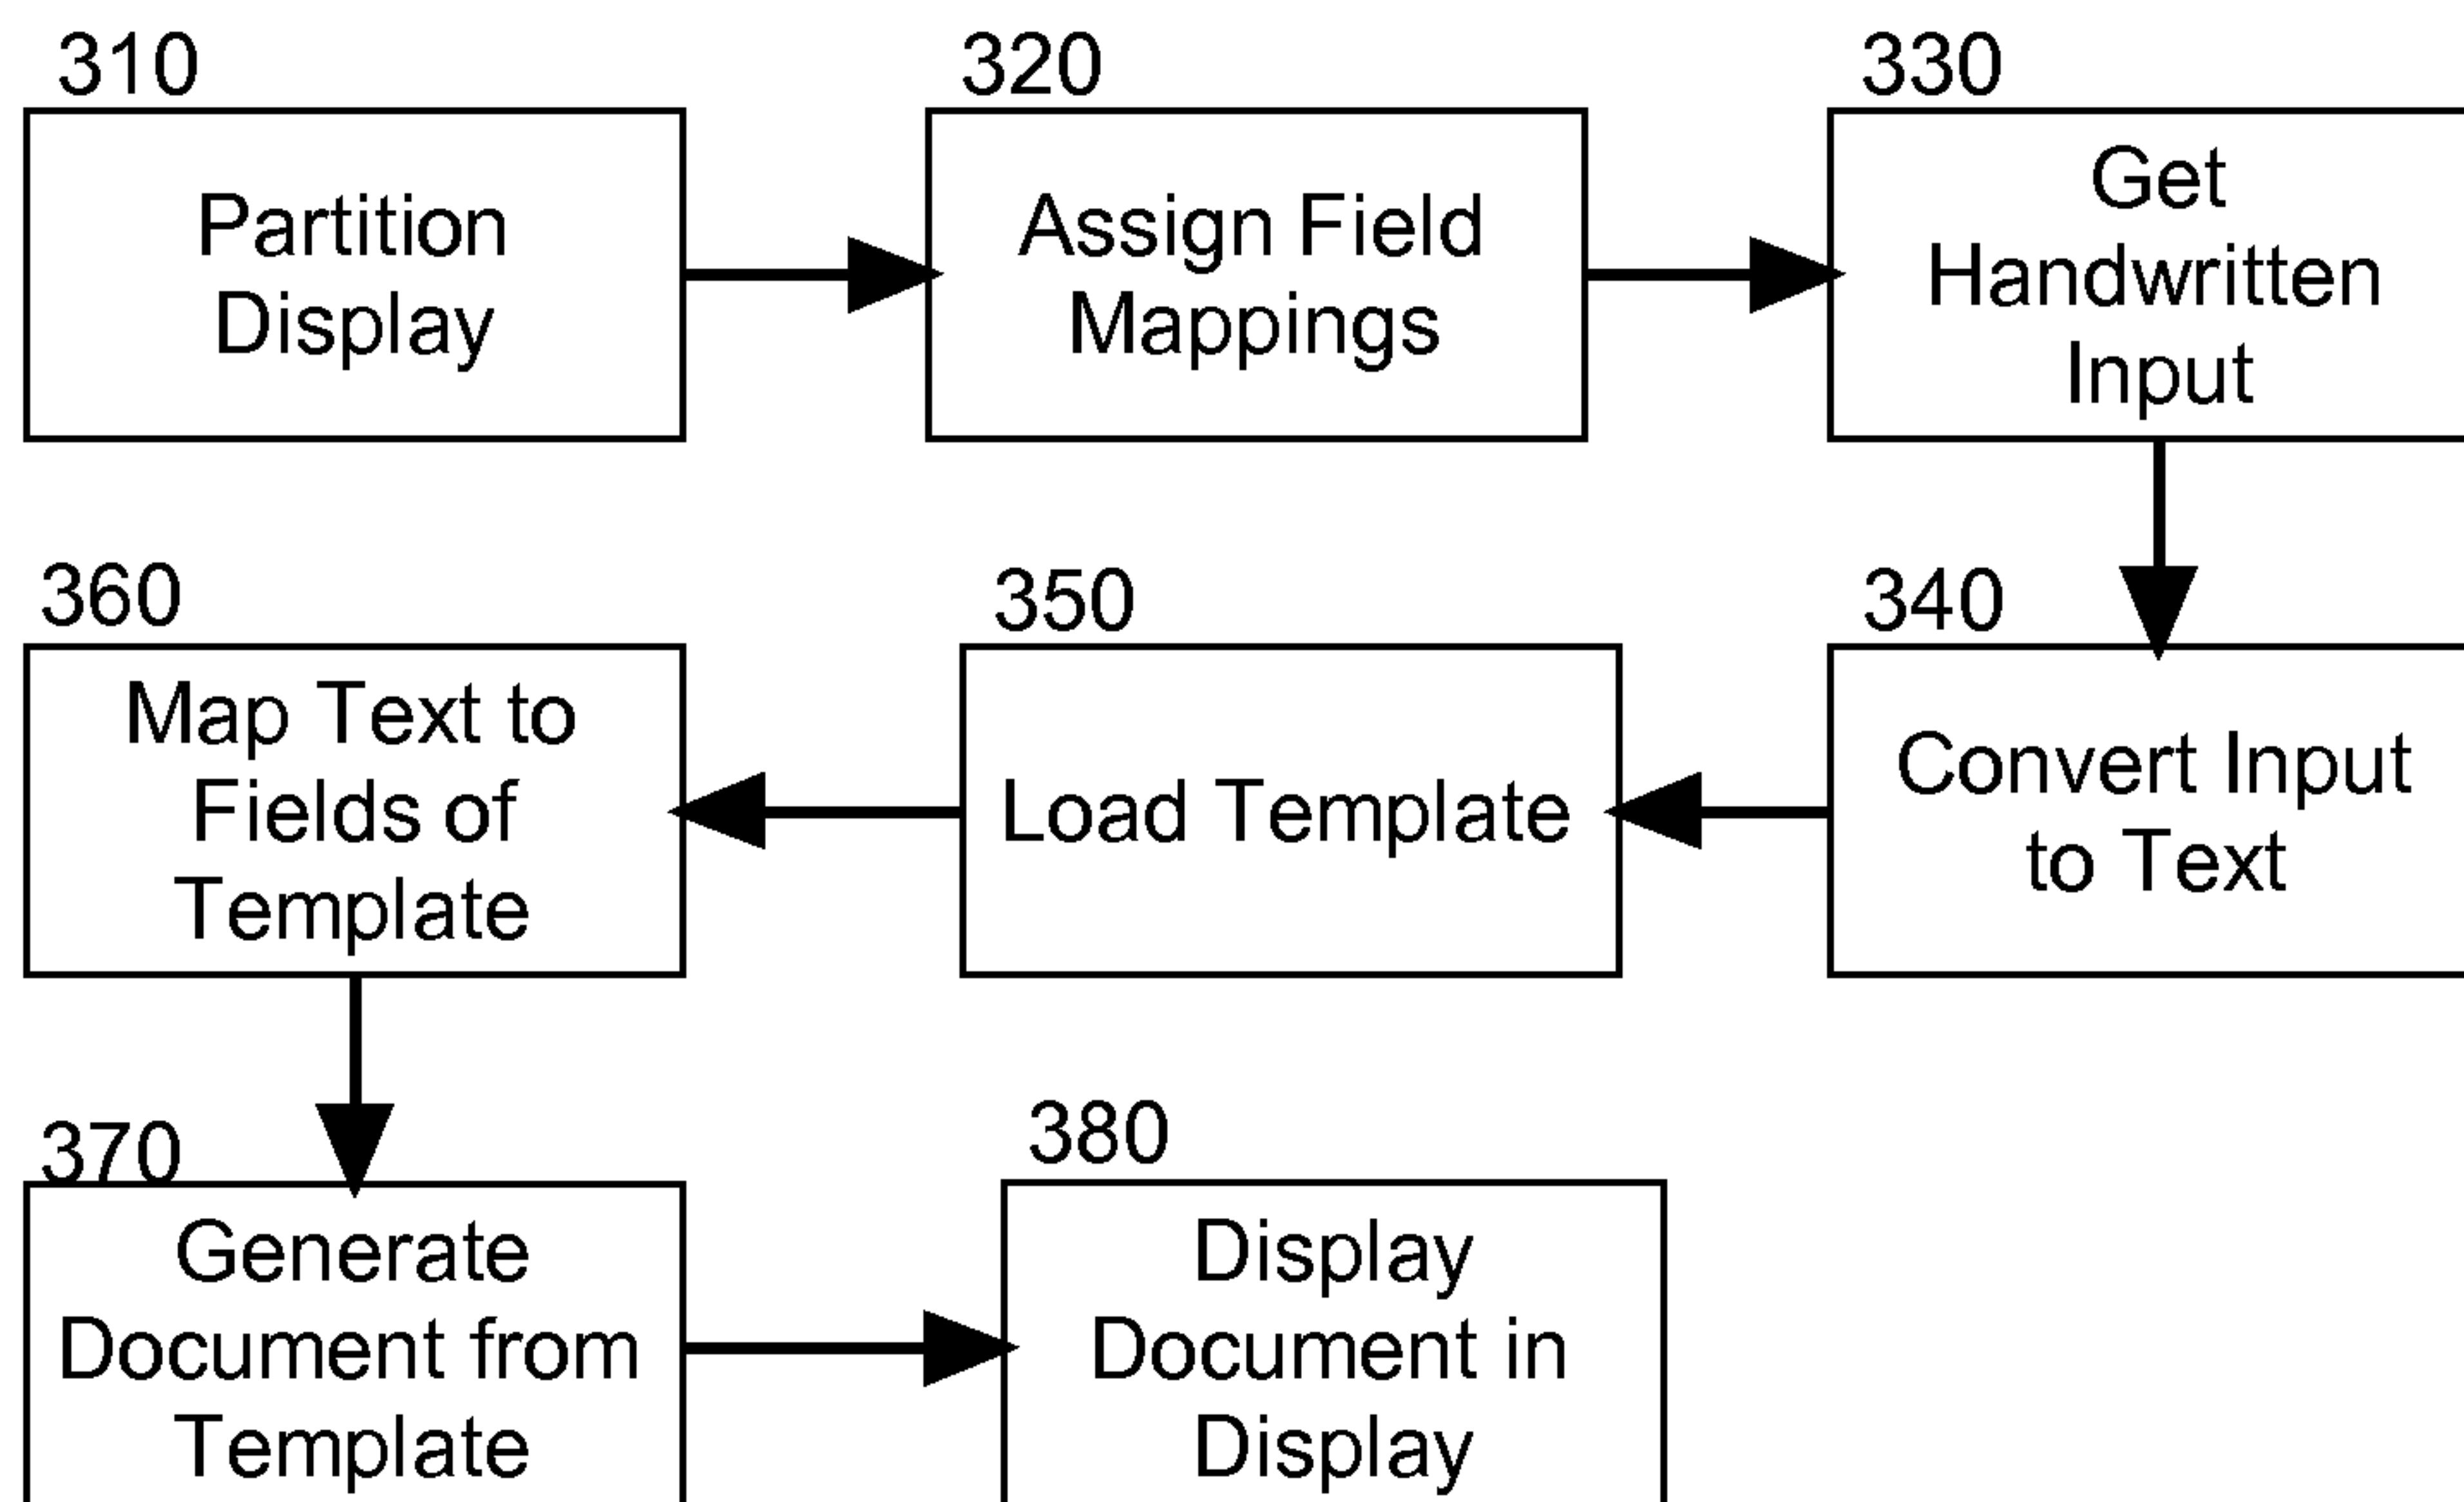 310
Partition
Display
320
Assign Field
Mappings
330
Get
Handwritten
Input
340
Convert Input
to Text
350
Load Template
360
Map Text to
Fields of
Template
370
Generate
Document from
Template
380
Display
Document in
Display